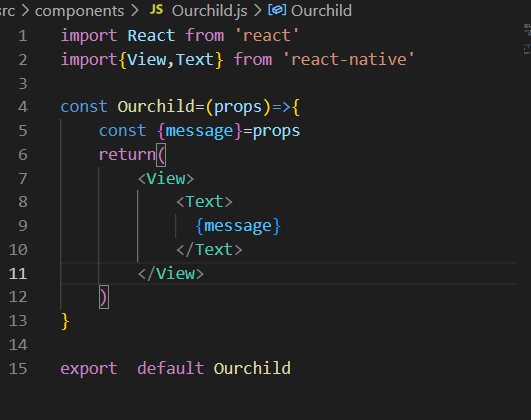 src > components > JS Ourchild.js > Ourchild
1 import React from 'react'
2 import{View,Text} from 'react-native'
3
4 const Ourchild=(props)=>{
5     const {message}=props
6     return(
7         <View>
8             <Text>
9               {message}
10             </Text>
11         </View>
12     )
13 }
14
15 export  default Ourchild